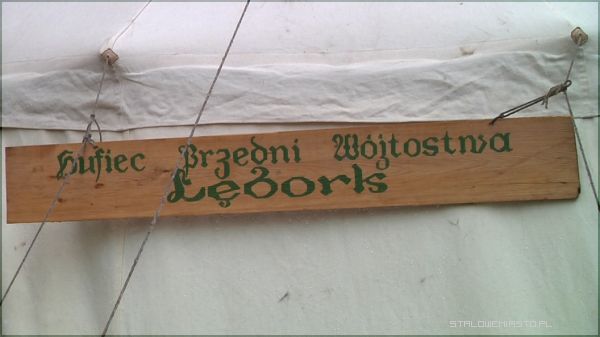 Hufiec Przedni Wójtostwa
Lębork
STALOWEMIASTO.PL